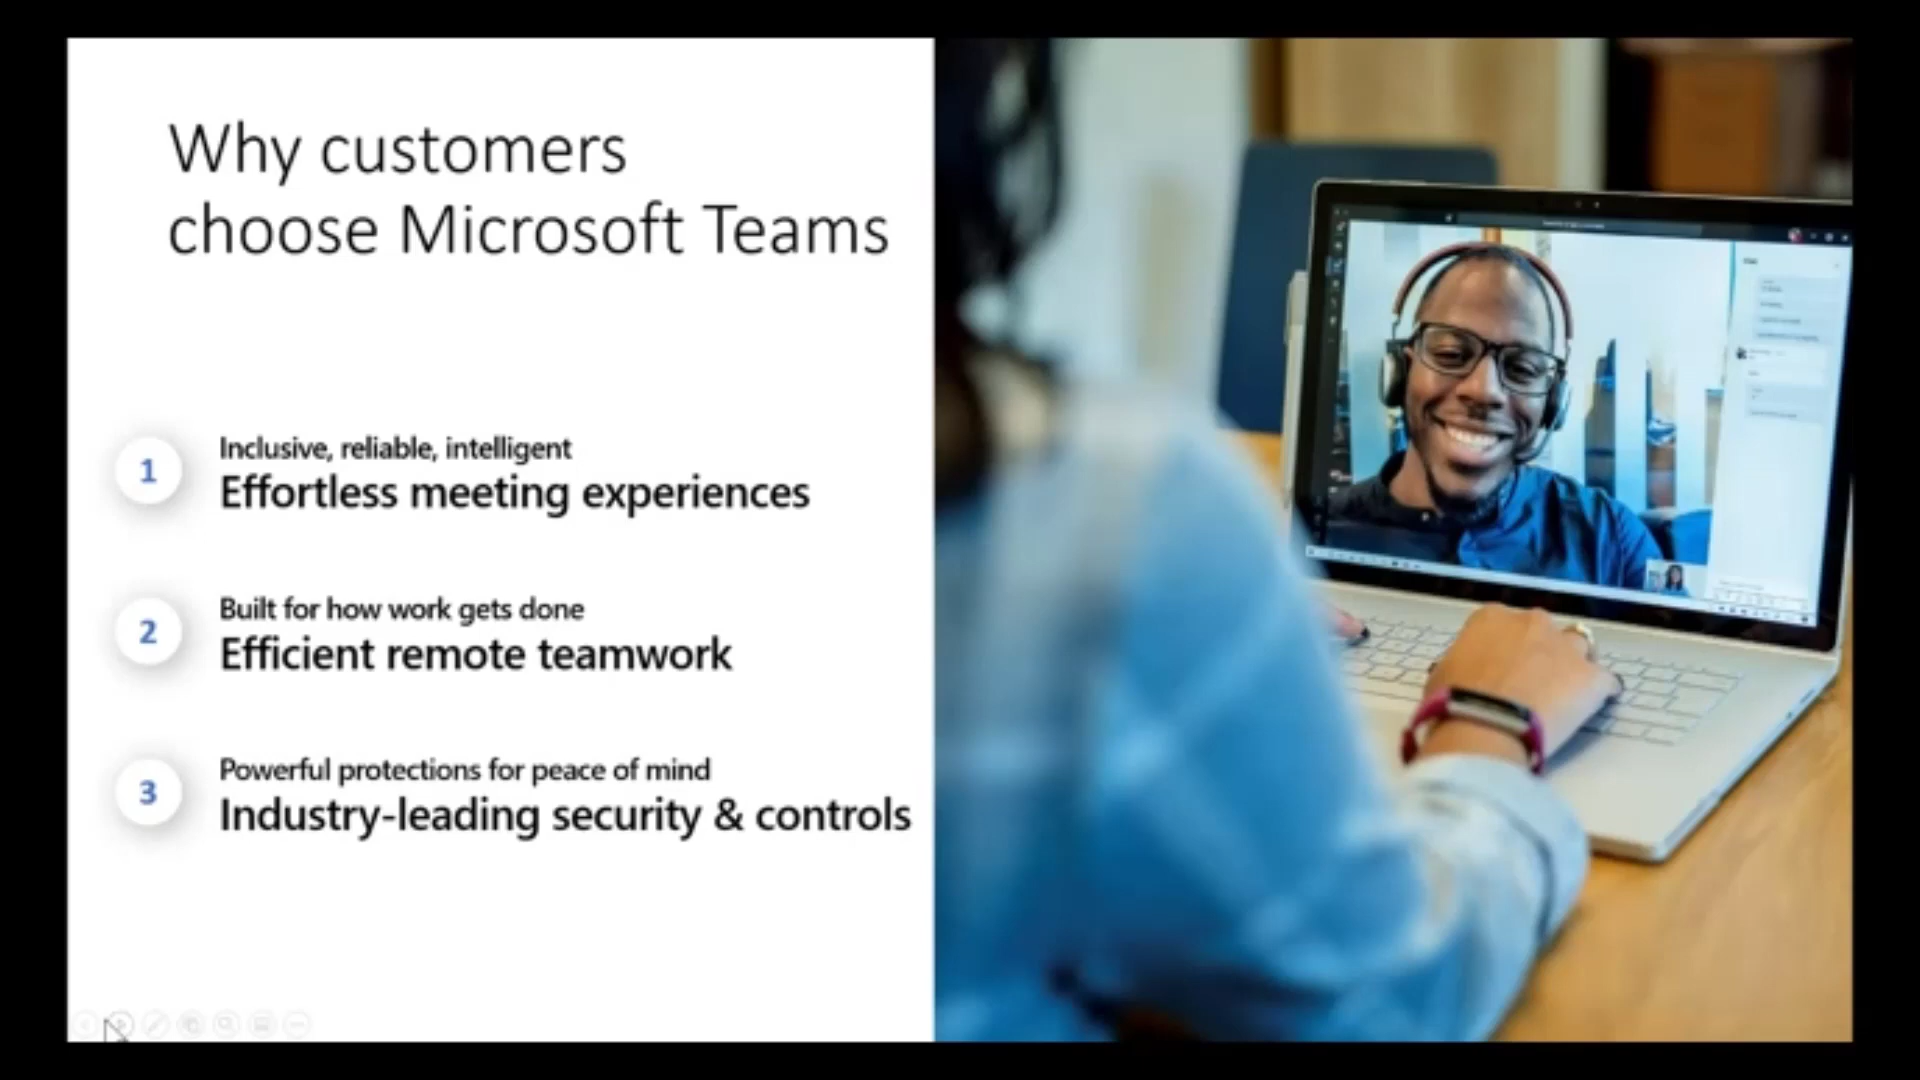 Why customers
choose Microsoft Teams
1
Inclusive, reliable, intelligent
Effortless meeting experiences
2
Built for how work gets done
Efficient remote teamwork
3
Powerful protections for peace of mind
Industry-leading security & controls